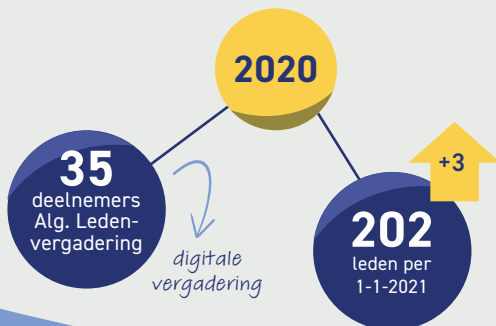 2020
35
deelnemers
Alg. Leden-
vergadering
digitale
vergadering
+3
202
leden per
1-1-2021